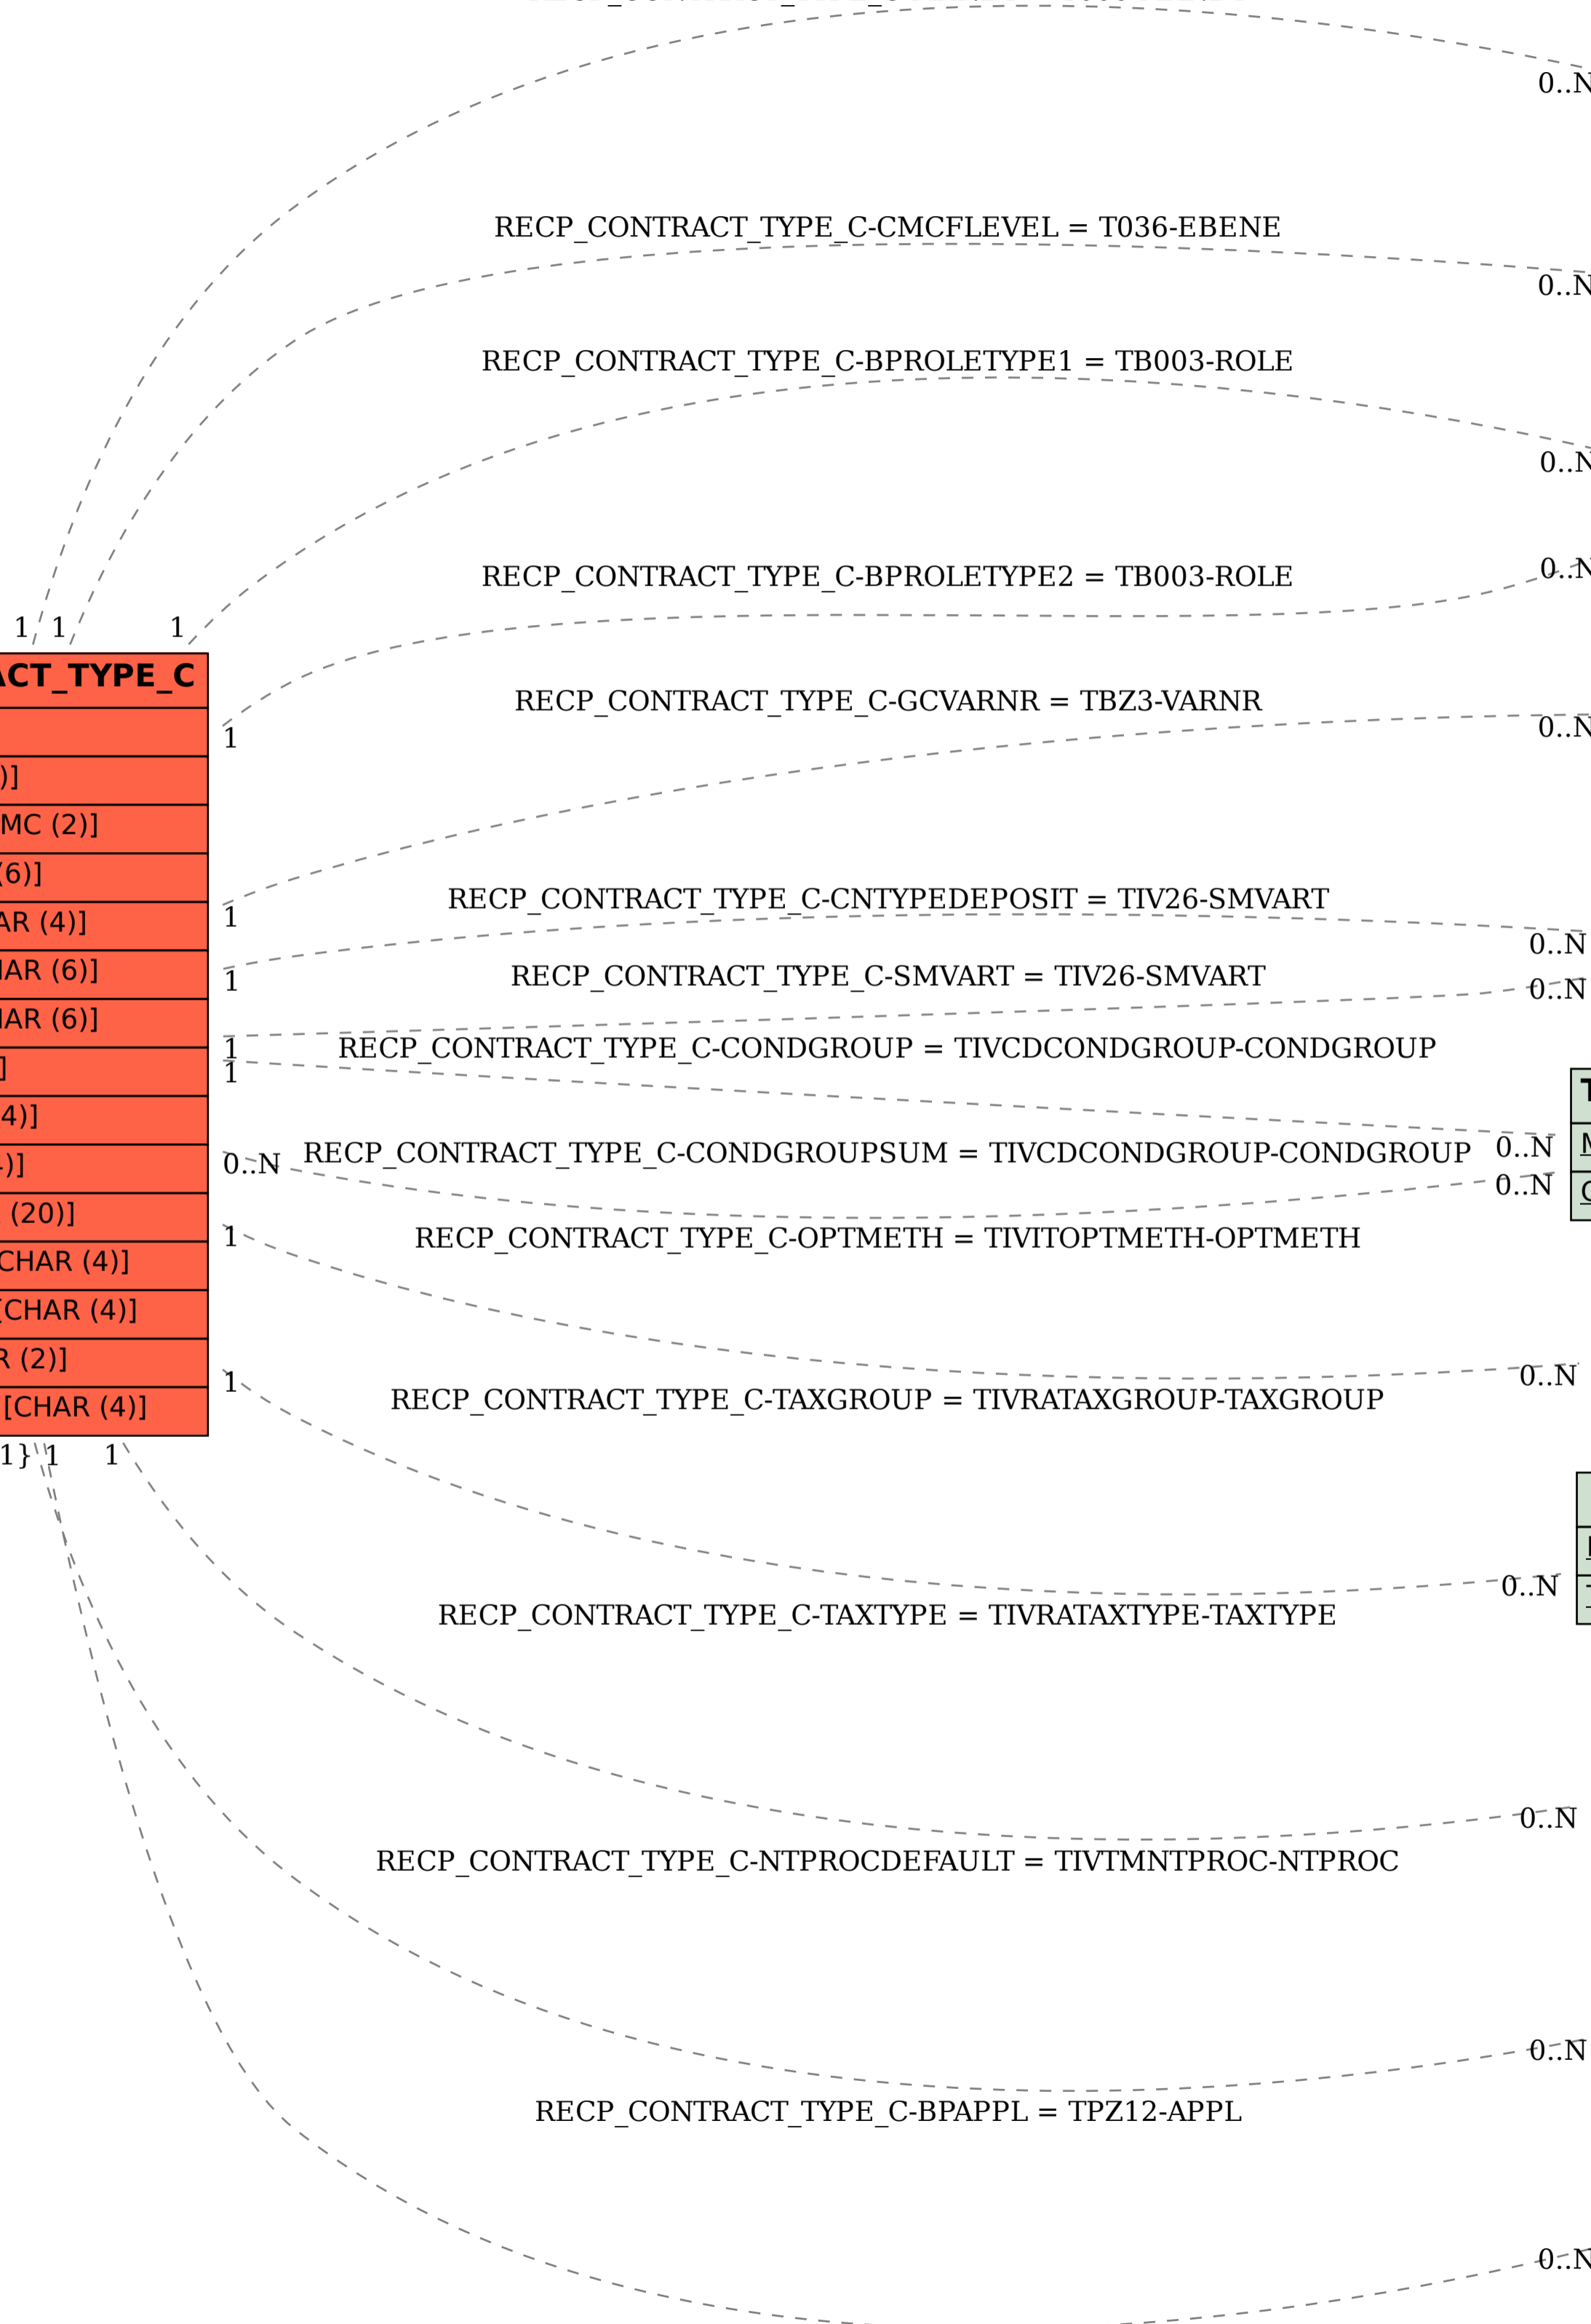 0..N
RECP_CONTRACT_TYPE_C-CMCFLEVEL = T036-EBENE
0..N
RECP_CONTRACT_TYPE_C-BPROLETYPE1 = TB003-ROLE
0..N
RECP_CONTRACT_TYPE_C-BPROLETYPE2 = TB003-ROLE
0..N
1 1 1
ACT_TYPE_C
RECP_CONTRACT_TYPE_C-GCVARNR = TBZ3-VARNR
0..N
1
)]
MC (2)]
(6)]
RECP_CONTRACT_TYPE_C-CNTYPEDEPOSIT = TIV26-SMVART
AR (4)]
1
0..N
HAR (6)]
1
RECP_CONTRACT_TYPE_C-SMVART = TIV26-SMVART
0..N
HAR (6)]
1
RECP_CONTRACT_TYPE_C-CONDGROUP = TIVCDCONDGROUP-CONDGROUP
]
1
T
4)]
M
0..N
RECP_CONTRACT_TYPE_C-CONDGROUPSUM = TIVCDCONDGROUP-CONDGROUP
0..N
4)]
0..N
C
(20)]
1
RECP_CONTRACT_TYPE_C-OPTMETH = TIVITOPTMETH-OPTMETH
CHAR (4)]
[CHAR (4)]
R (2)]
0..N
1
RECP_CONTRACT_TYPE_C-TAXGROUP = TIVRATAXGROUP-TAXGROUP
[CHAR (4)]
1} 1 1
0..N
RECP_CONTRACT_TYPE_C-TAXTYPE = TIVRATAXTYPE-TAXTYPE
0..N
RECP_CONTRACT_TYPE_C-NTPROCDEFAULT = TIVTMNTPROC-NTPROC
0..N
RECP_CONTRACT_TYPE_C-BPAPPL = TPZ12-APPL
0..N